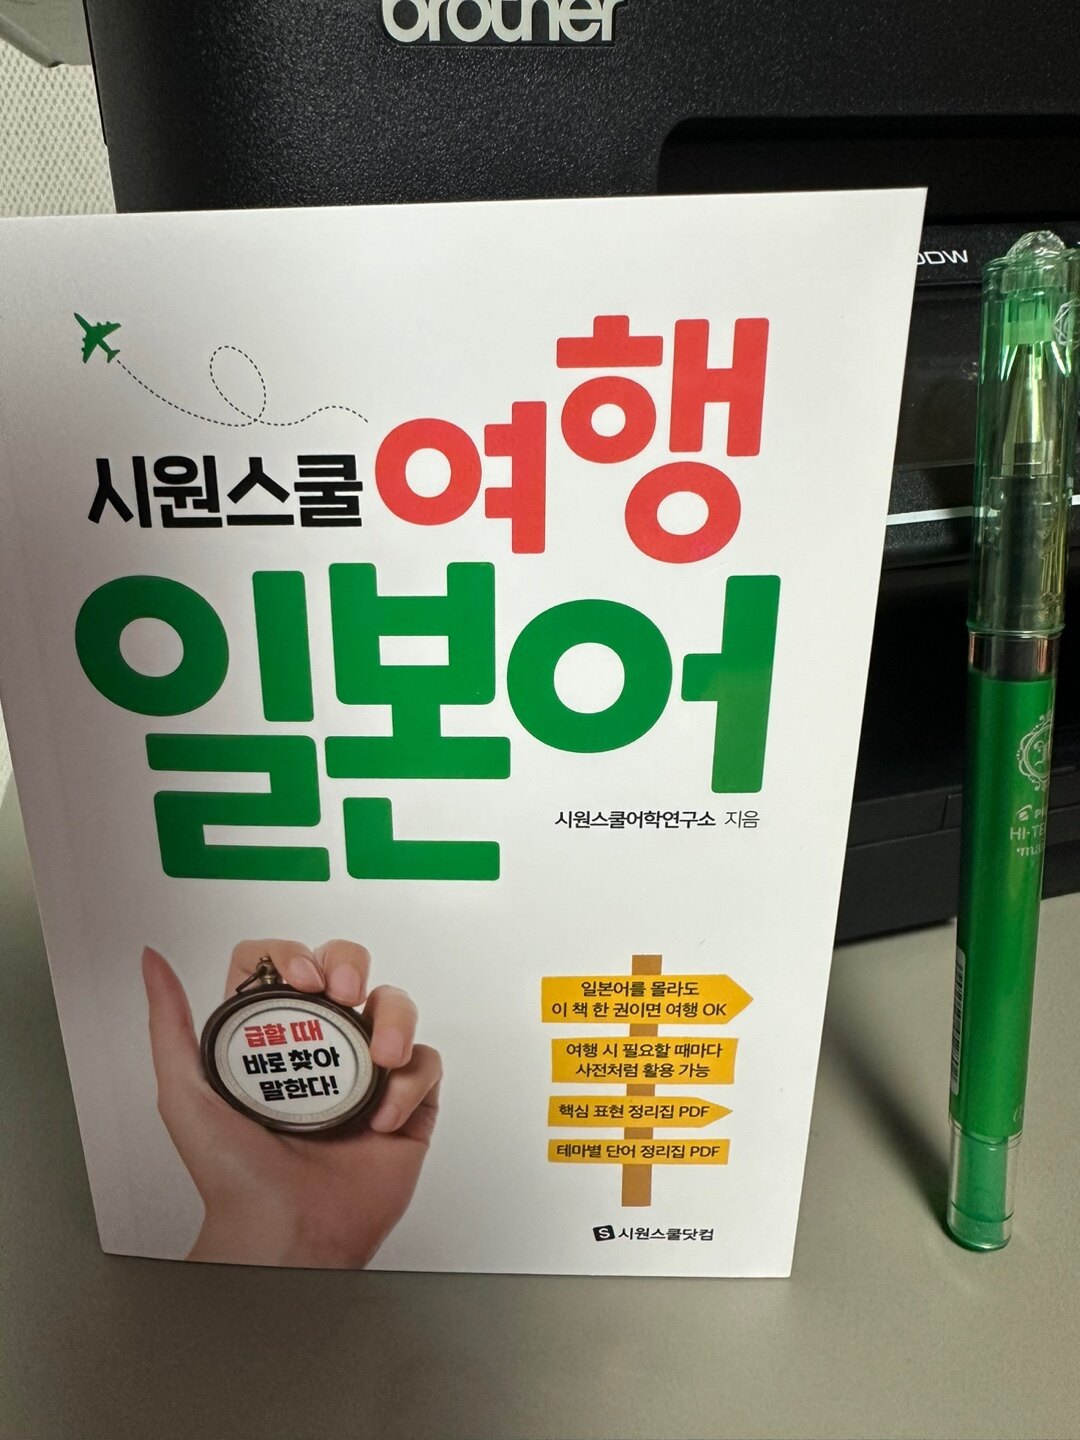 brother
시원스쿨 여행
일본어
시원스쿨어학연구소 지음
급할 때
바로 찾아
말한다!
일본어를 몰라도
이 책 한 권이면 여행 OK
여행 시 필요할 때마다
사전처럼 활용 가능
핵심 표현 정리집 PDF
테마별 단어 정리집 PDF
S 시원스쿨닷컴